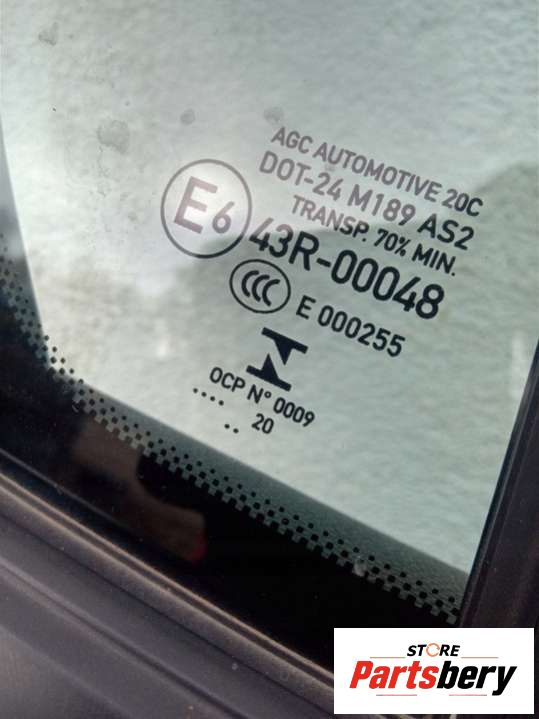 AGC AUTOMOTIVE 20C
DOT-24 M189 AS2
TRANSP. 70% MIN.
E6 43R-00048
CCC E 000255
OCP N° 0009
.... 20
..
STORE
Partsbery